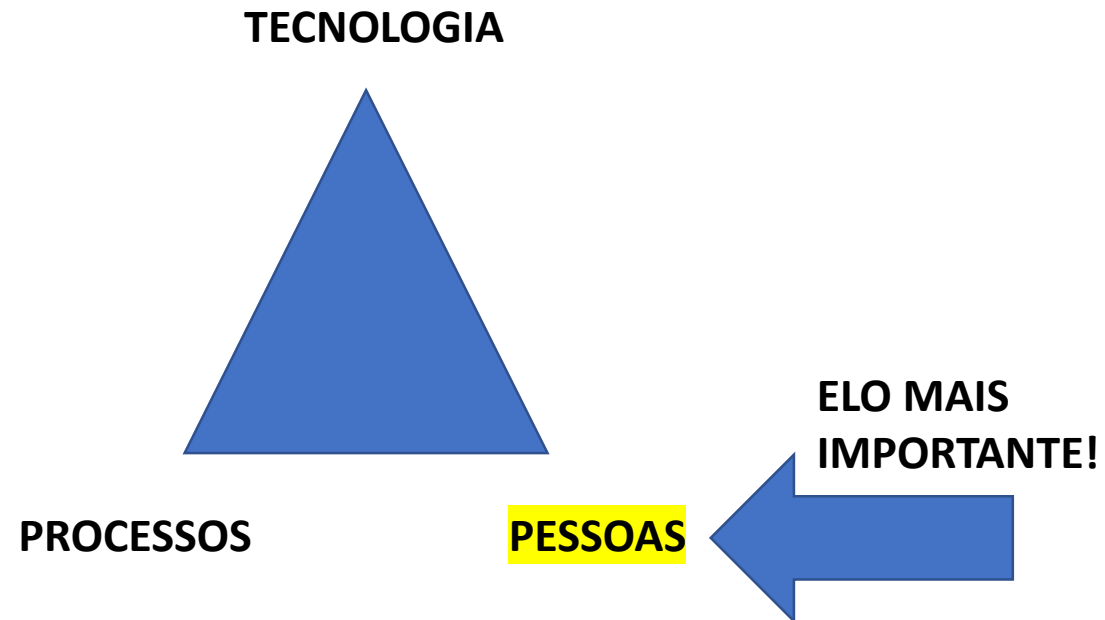 TECNOLOGIA
ELO MAIS
IMPORTANTE!
PROCESSOS
PESSOAS